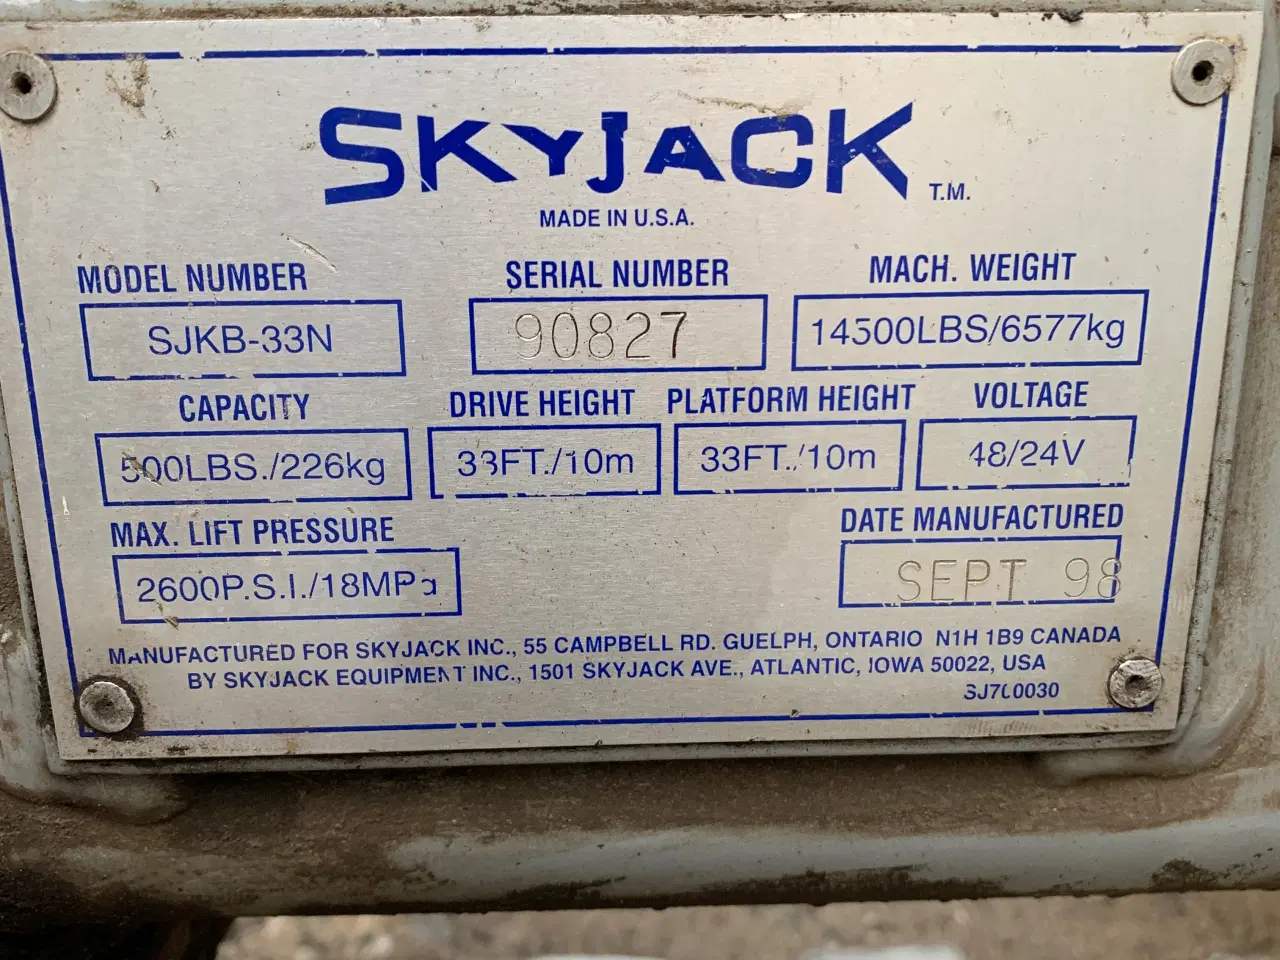 SKYJACK T.M.
MADE IN U.S.A.
MODEL NUMBER SERIAL NUMBER MACH. WEIGHT
SJKB-33N 90827 14500LBS/6577kg
CAPACITY DRIVE HEIGHT PLATFORM HEIGHT VOLTAGE
500LBS./226kg 33FT./10m 33FT./10m 48/24V
MAX. LIFT PRESSURE DATE MANUFACTURED
2600P.S.I./18MPa SEPT 98
MANUFACTURED FOR SKYJACK INC., 55 CAMPBELL RD. GUELPH, ONTARIO N1H 1B9 CANADA
BY SKYJACK EQUIPMENT INC., 1501 SKYJACK AVE., ATLANTIC, IOWA 50022, USA
SJ700030